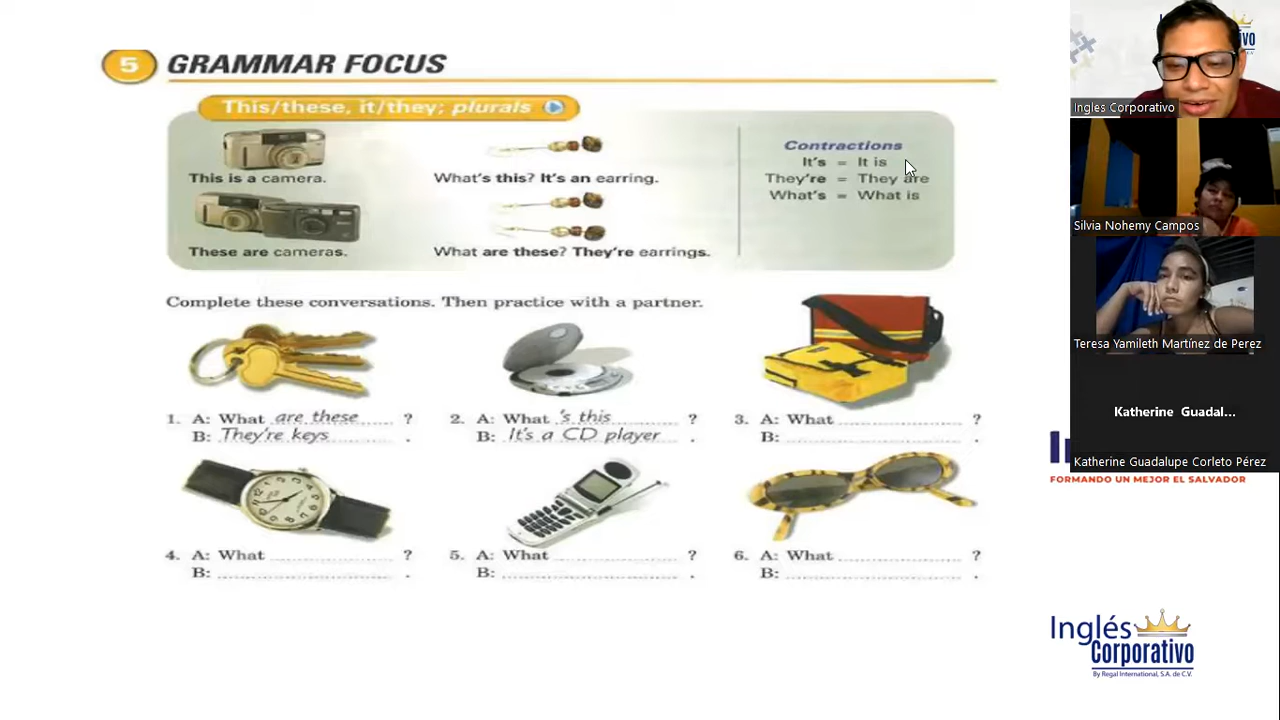 5 GRAMMAR FOCUS
This/these, it/they; plurals
This is a camera.
These are cameras.
What's this? It's an earring.
What are these? They're earrings.
Contractions
It's = It is
They're = They are
What's = What is
Complete these conversations. Then practice with a partner.
1. A: What are these ?
B: They're keys .
2. A: What 's this ?
B: It's a CD player .
3. A: What ?
B: .
4. A: What ?
B: .
5. A: What ?
B: .
6. A: What ?
B: .
Ingles Corporativo
Silvia Nohemy Campos
Teresa Yamileth Martínez de Perez
Katherine Guadal...
Katherine Guadalupe Corleto Pérez
FORMANDO UN MEJOR EL SALVADOR
Inglés
Corporativo
By Regal International, S.A. de C.V.